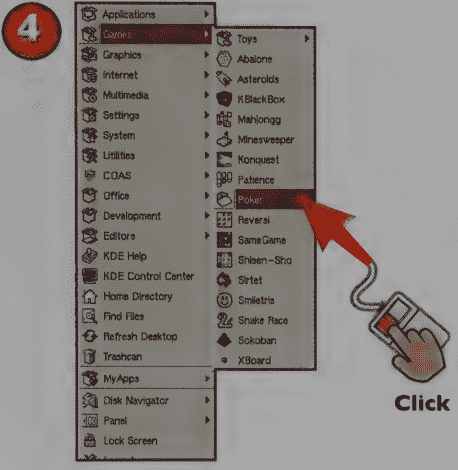 4
Applications
Games
Graphics
Internet
Multimedia
Settings
System
Utilities
COAS
Office
Development
Editors
KDE Help
KDE Control Center
Home Directory
Find Files
Refresh Desktop
Trashcan
MyApps
Disk Navigator
Panel
Lock Screen
Toys
Abalone
Asteroids
KBlackBox
Mahjongg
Minesweeper
Konquest
Patience
Poker
Reversi
SameGame
Shisen-Sho
Sirtet
Smiletris
Snake Race
Sokoban
XBoard
Click